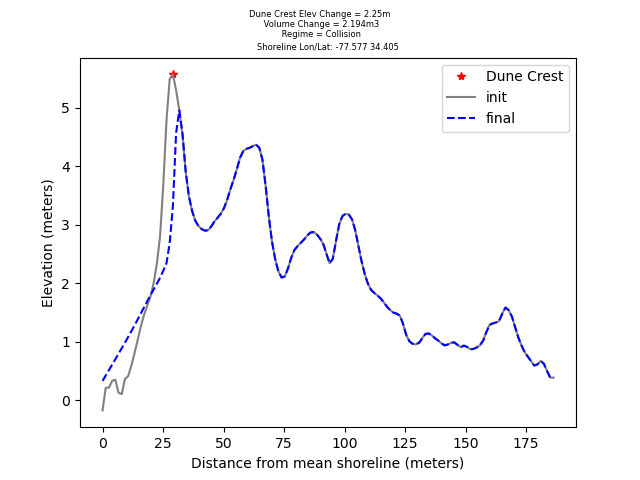 Dune Crest Elev Change = 2.25m
Volume Change = 2.194m3
Regime = Collision
Shoreline Lon/Lat: -77.577 34.405
Dune Crest
init
final
5
4
3
2
1
0
Elevation (meters)
0 25 50 75 100 125 150 175
Distance from mean shoreline (meters)